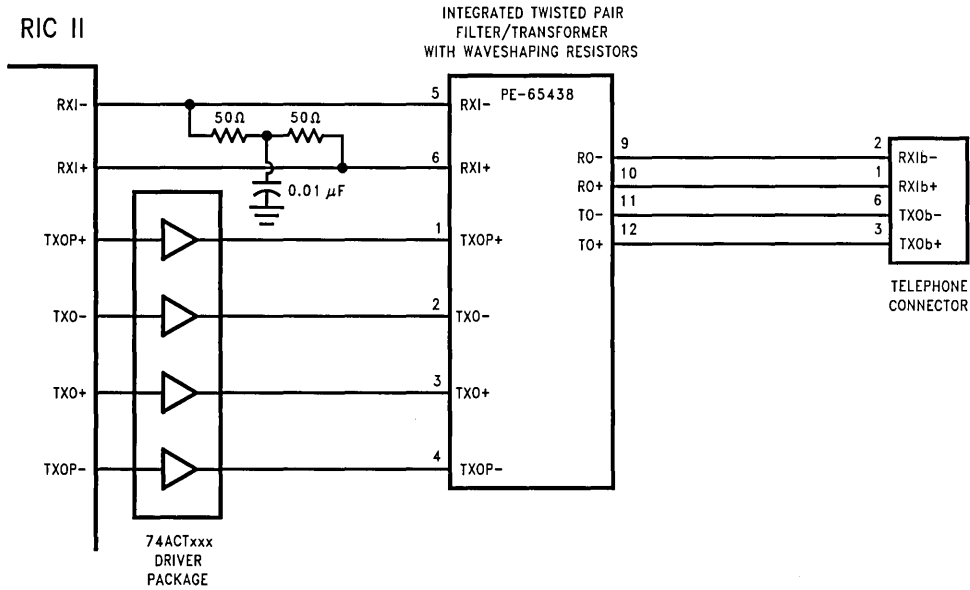 RIC II
INTEGRATED TWISTED PAIR
FILTER/TRANSFORMER
WITH WAVESHAPING RESISTORS
RXI-
5
RXI-
PE-65438
50Ω
50Ω
RXI+
6
RXI+
0.01 μF
TXOP+
1
TXOP+
TXO-
2
TXO-
TXO+
3
TXO+
TXOP-
4
TXOP-
74ACTxxx
DRIVER
PACKAGE
RO-
9
2
RXIb-
RO+
10
1
RXIb+
TO-
11
6
TXOb-
TO+
12
3
TXOb+
TELEPHONE
CONNECTOR